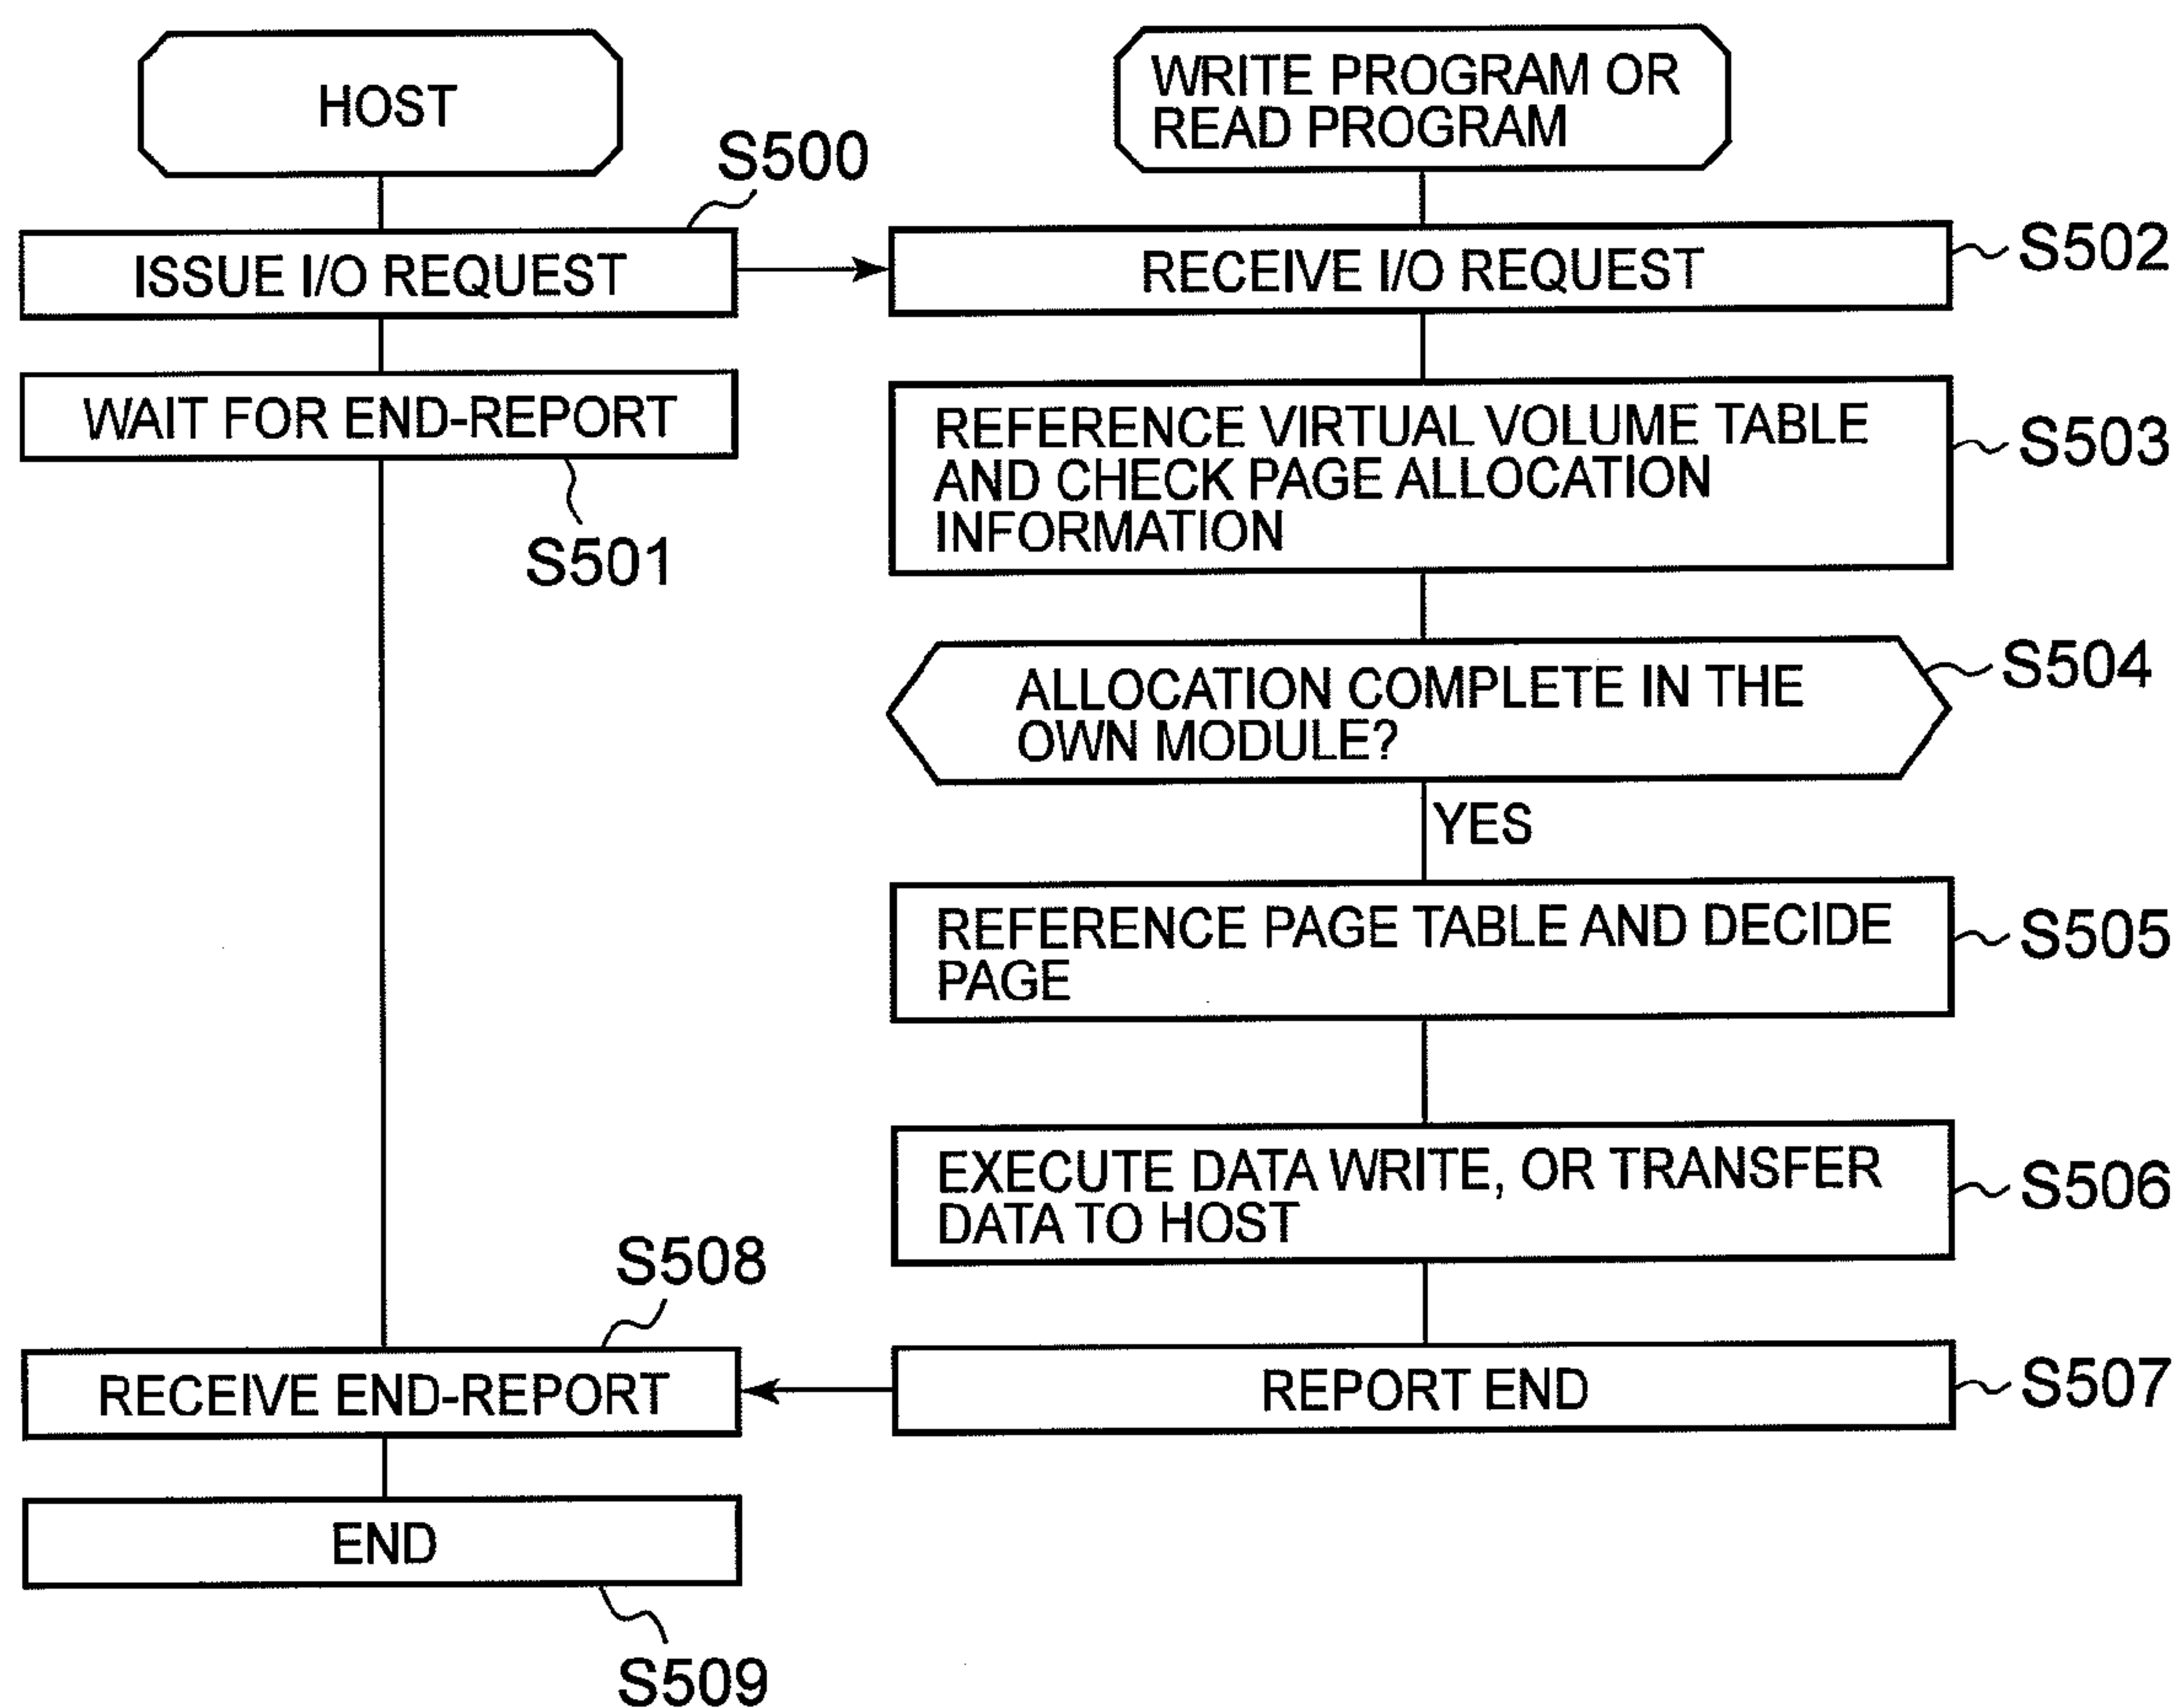 HOST
WRITE PROGRAM OR
READ PROGRAM
S500
ISSUE I/O REQUEST
RECEIVE I/O REQUEST
S502
WAIT FOR END-REPORT
S501
REFERENCE VIRTUAL VOLUME TABLE
AND CHECK PAGE ALLOCATION
INFORMATION
S503
ALLOCATION COMPLETE IN THE
OWN MODULE?
S504
YES
REFERENCE PAGE TABLE AND DECIDE
PAGE
S505
EXECUTE DATA WRITE, OR TRANSFER
DATA TO HOST
S506
S508
RECEIVE END-REPORT
REPORT END
S507
END
S509